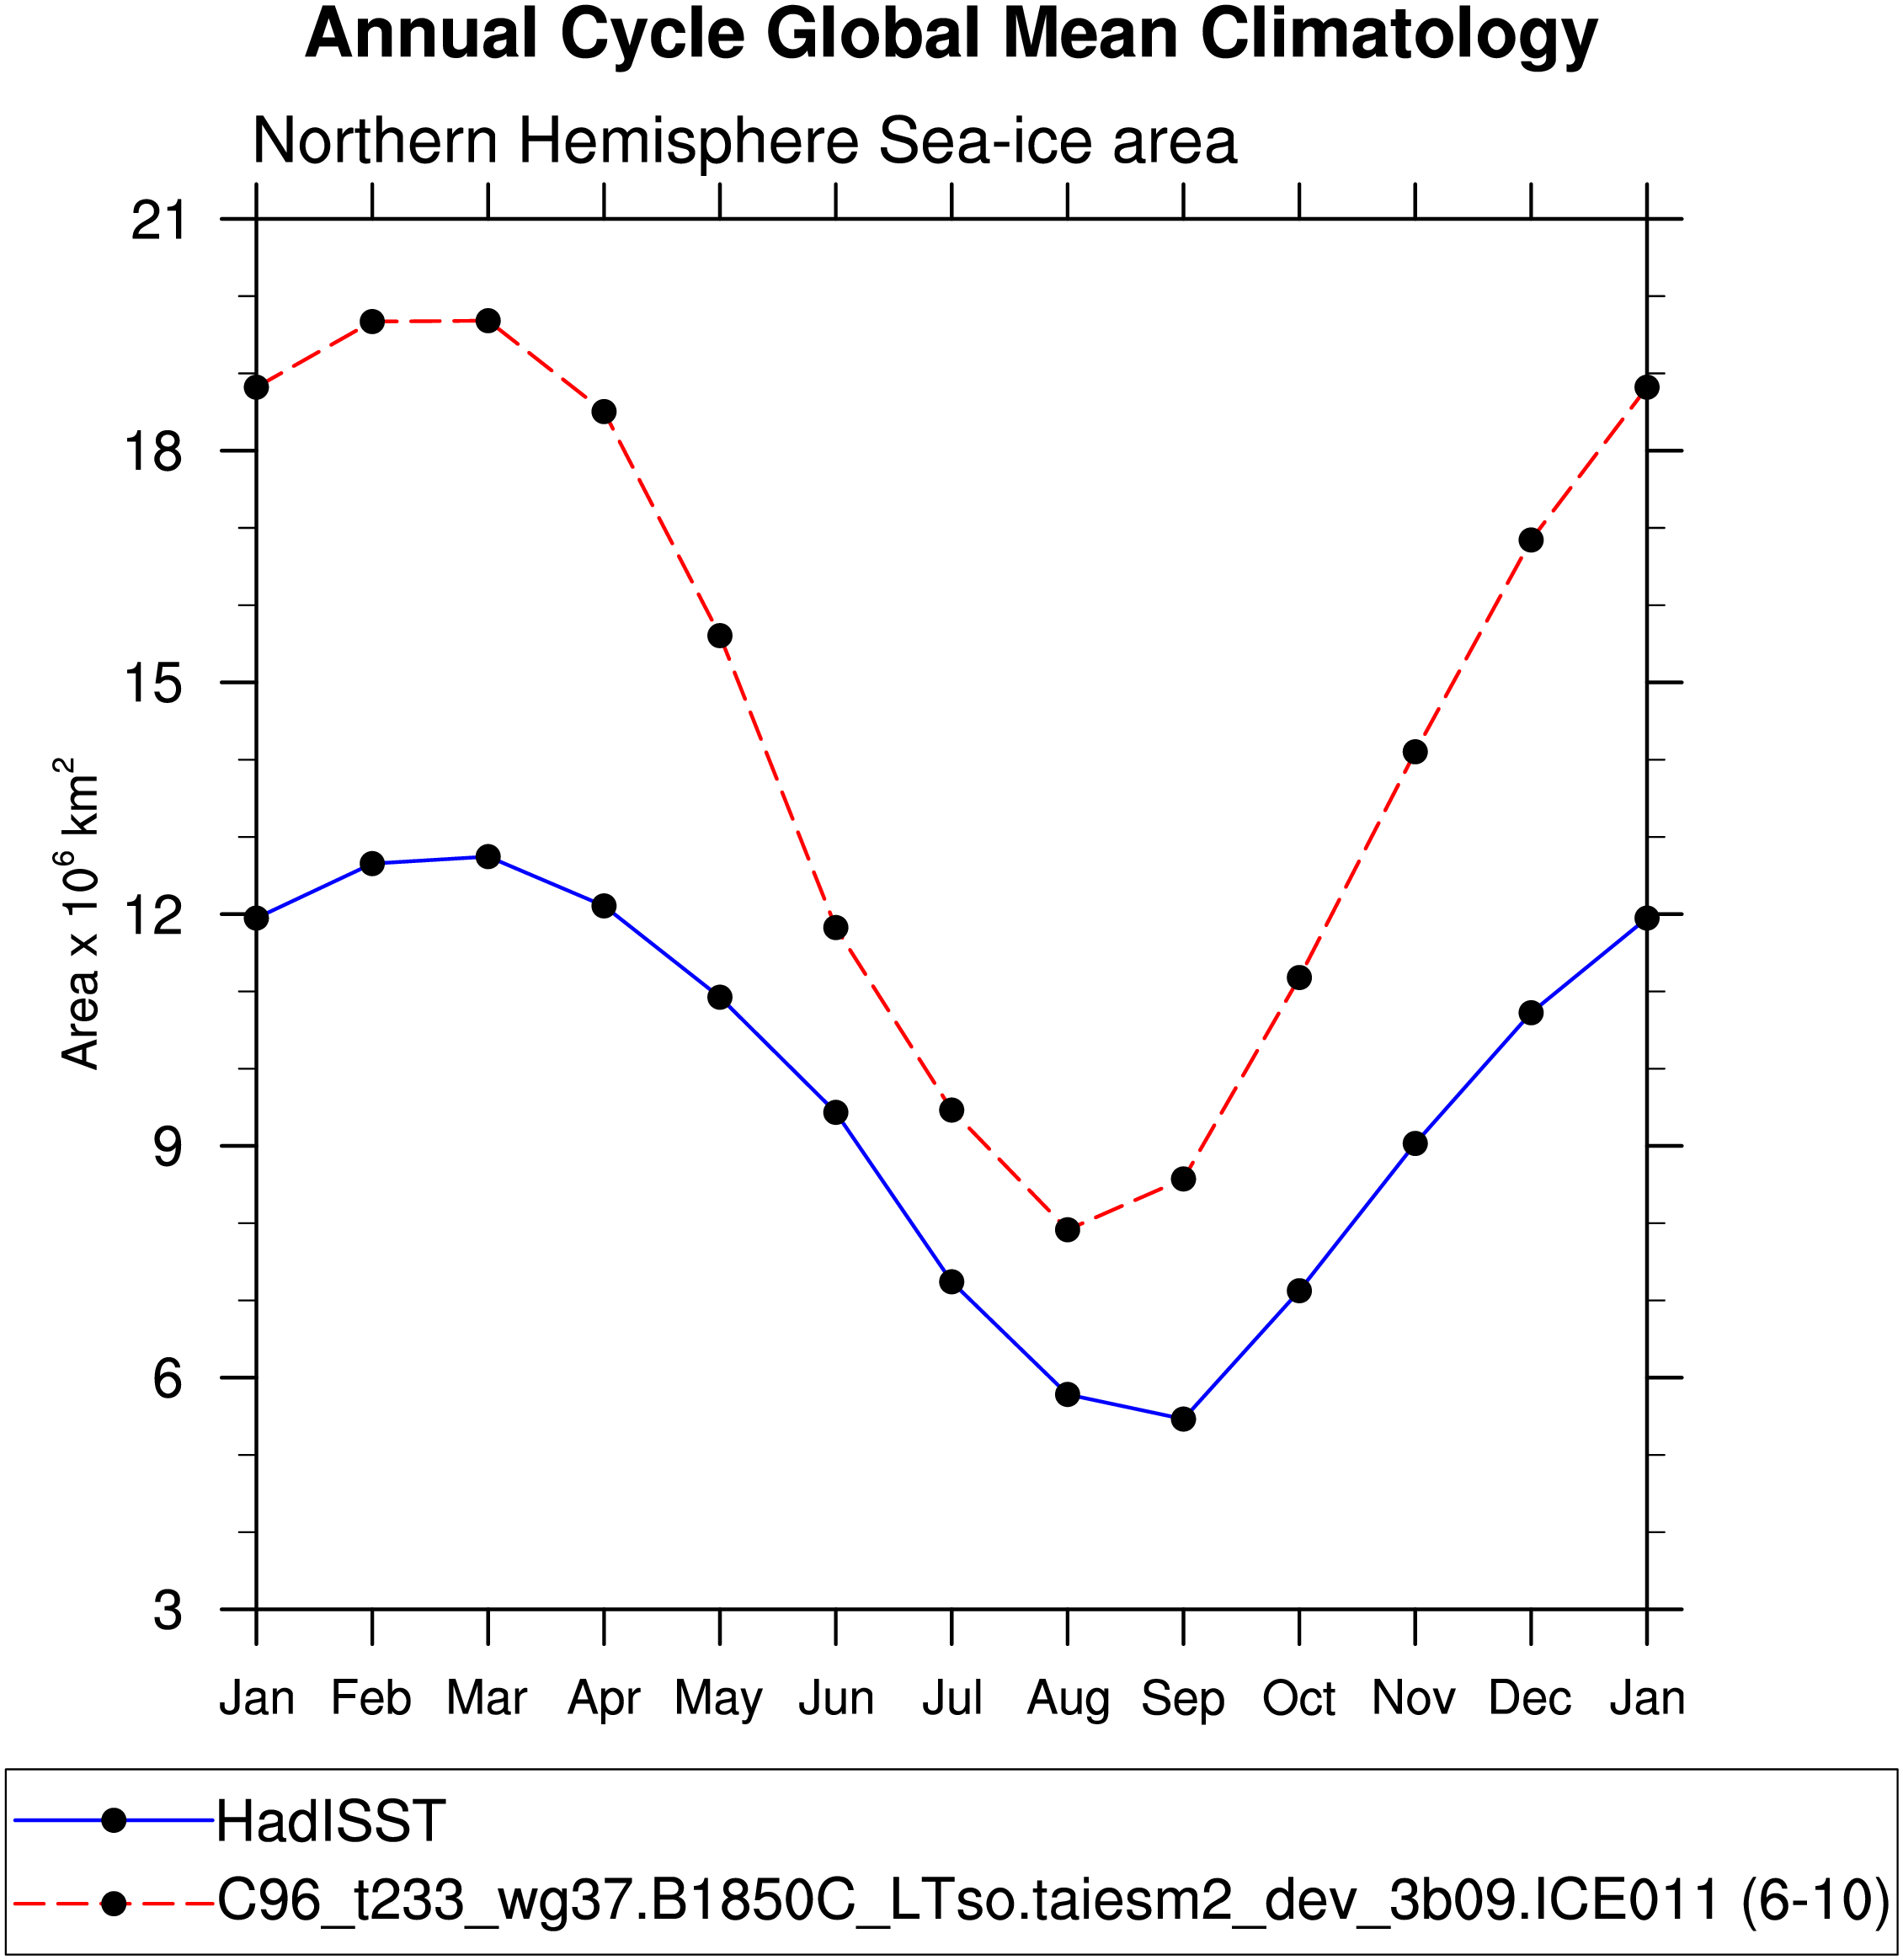 Annual Cycle Global Mean Climatology
Northern Hemisphere Sea-ice area
21
18
15
12
9
6
3
Area x 10⁶ km²
Jan Feb Mar Apr May Jun Jul Aug Sep Oct Nov Dec Jan
HadISST
C96_t233_wg37.B1850C_LTso.taiesm2_dev_3b09.ICE011 (6-10)